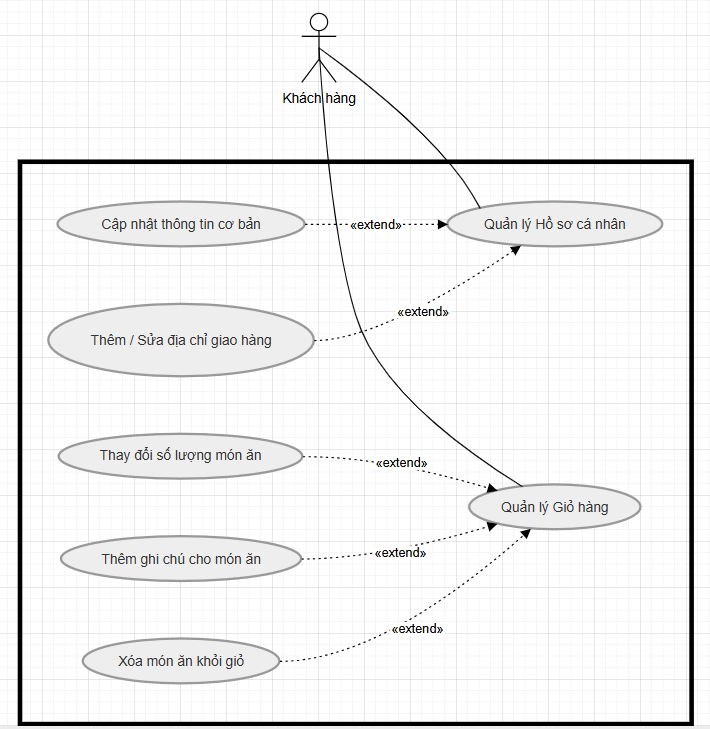 Khách hàng
Cập nhật thông tin cơ bản
«extend»
Quản lý Hồ sơ cá nhân
«extend»
Thêm / Sửa địa chỉ giao hàng
Thay đổi số lượng món ăn
«extend»
Quản lý Giỏ hàng
Thêm ghi chú cho món ăn
«extend»
«extend»
Xóa món ăn khỏi giỏ